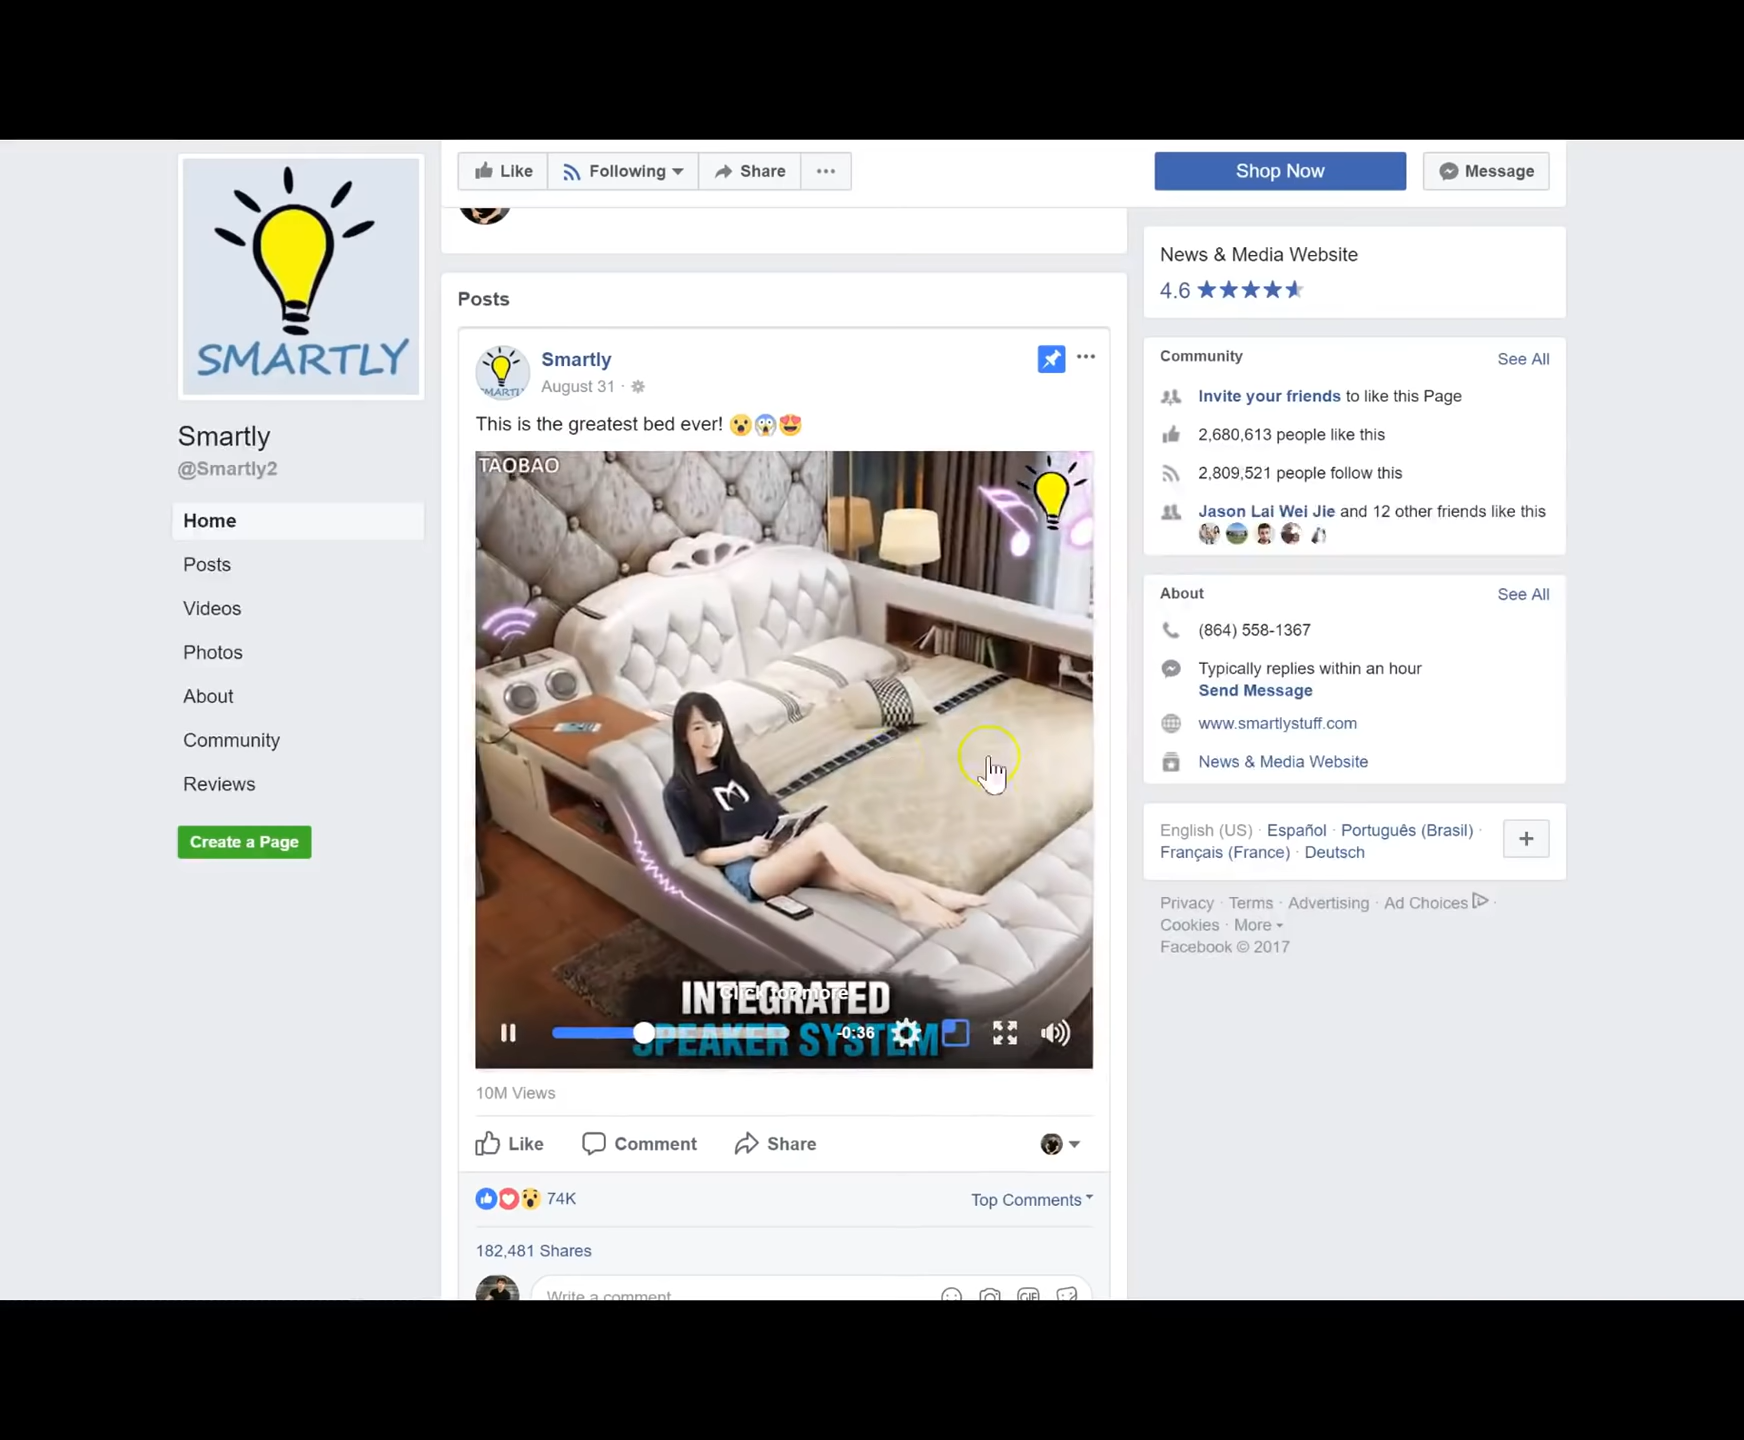 SMARTLY
Smartly
@Smartly2
Home
Posts
Videos
Photos
About
Community
Reviews
Create a Page
Like
Following
Share
Shop Now
Message
Posts
Smartly
August 31
This is the greatest bed ever! 😮😱😍
TAOBAO
INTEGRATED
Click for more
SPEAKER SYSTEM
-0:36
10M Views
Like
Comment
Share
74K
Top Comments
182,481 Shares
Write a comment
GIF
News & Media Website
4.6
Community
See All
Invite your friends to like this Page
2,680,613 people like this
2,809,521 people follow this
Jason Lai Wei Jie and 12 other friends like this
About
See All
(864) 558-1367
Typically replies within an hour
Send Message
www.smartlystuff.com
News & Media Website
English (US) · Español · Português (Brasil) ·
Français (France) · Deutsch
Privacy · Terms · Advertising · Ad Choices ·
Cookies · More
Facebook © 2017